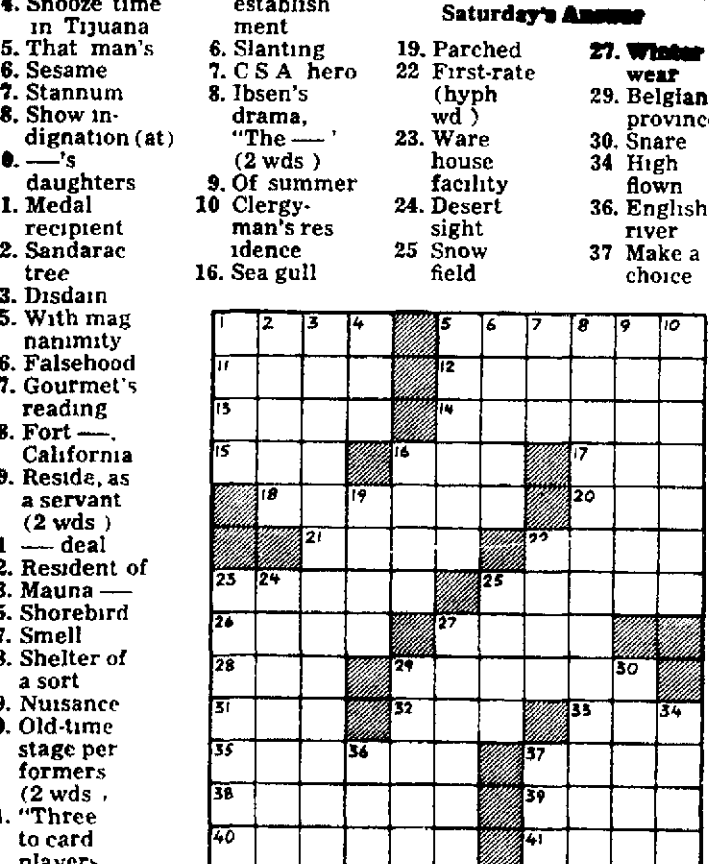 4. Snooze time
in Tijuana
5. That man's
6. Sesame
7. Stannum
8. Show in-
dignation (at)
0. —'s
daughters
1. Medal
recipient
2. Sandarac
tree
3. Disdain
5. With mag
nanimity
6. Falsehood
7. Gourmet's
reading
8. Fort —,
California
9. Reside, as
a servant
(2 wds )
1 — deal
2. Resident of
3. Mauna —
5. Shorebird
7. Smell
8. Shelter of
a sort
9. Nuisance
0. Old-time
stage per
formers
(2 wds .
1. "Three
to card
players
establish
ment
6. Slanting
7. C S A hero
8. Ibsen's
drama,
"The — '
(2 wds )
9. Of summer
10 Clergy-
man's res
idence
16. Sea gull
Saturday's Answer
19. Parched
22 First-rate
(hyph
wd )
23. Ware
house
facility
24. Desert
sight
25 Snow
field
27. Winter
wear
29. Belgian
province
30. Snare
34 High
flown
36. English
river
37 Make a
choice
1 2 3 4 5 6 7 8 9 10
11 12
13 14
15 16 17
18 19 20
21 22
23 24 25
26 27
28 29 30
31 32 33 34
35 36 37
38 39
40 41